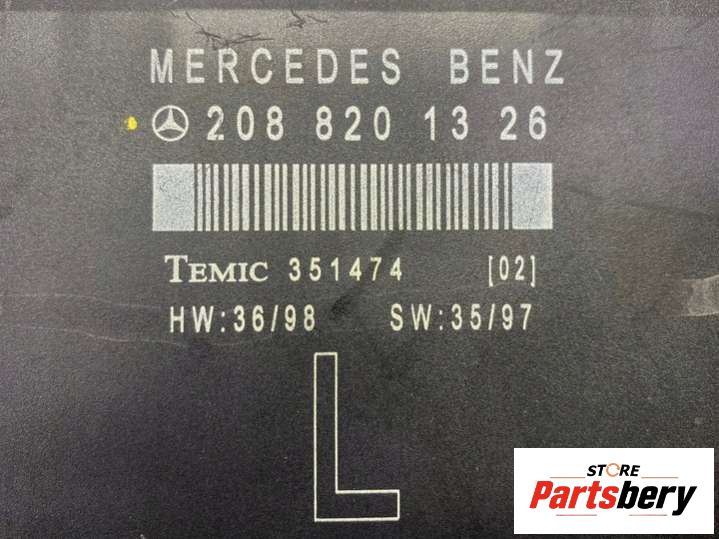 MERCEDES BENZ
208 820 13 26
TEMIC 351474 [02]
HW:36/98 SW:35/97
L
STORE
Partsbery